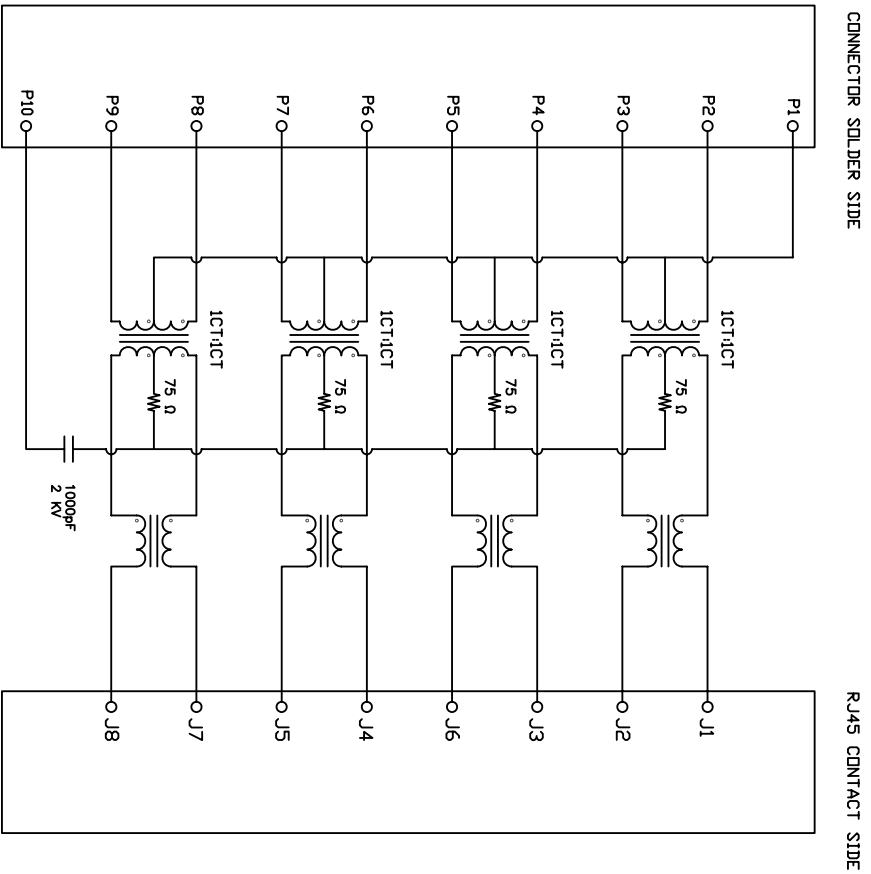 CONNECTOR SOLDER SIDE
P1
P2
P3
P4
P5
P6
P7
P8
P9
P10
1CT:1CT
1CT:1CT
1CT:1CT
1CT:1CT
75 Ω
75 Ω
75 Ω
75 Ω
1000pF
2 KV
RJ45 CONTACT SIDE
J1
J2
J3
J6
J4
J5
J7
J8